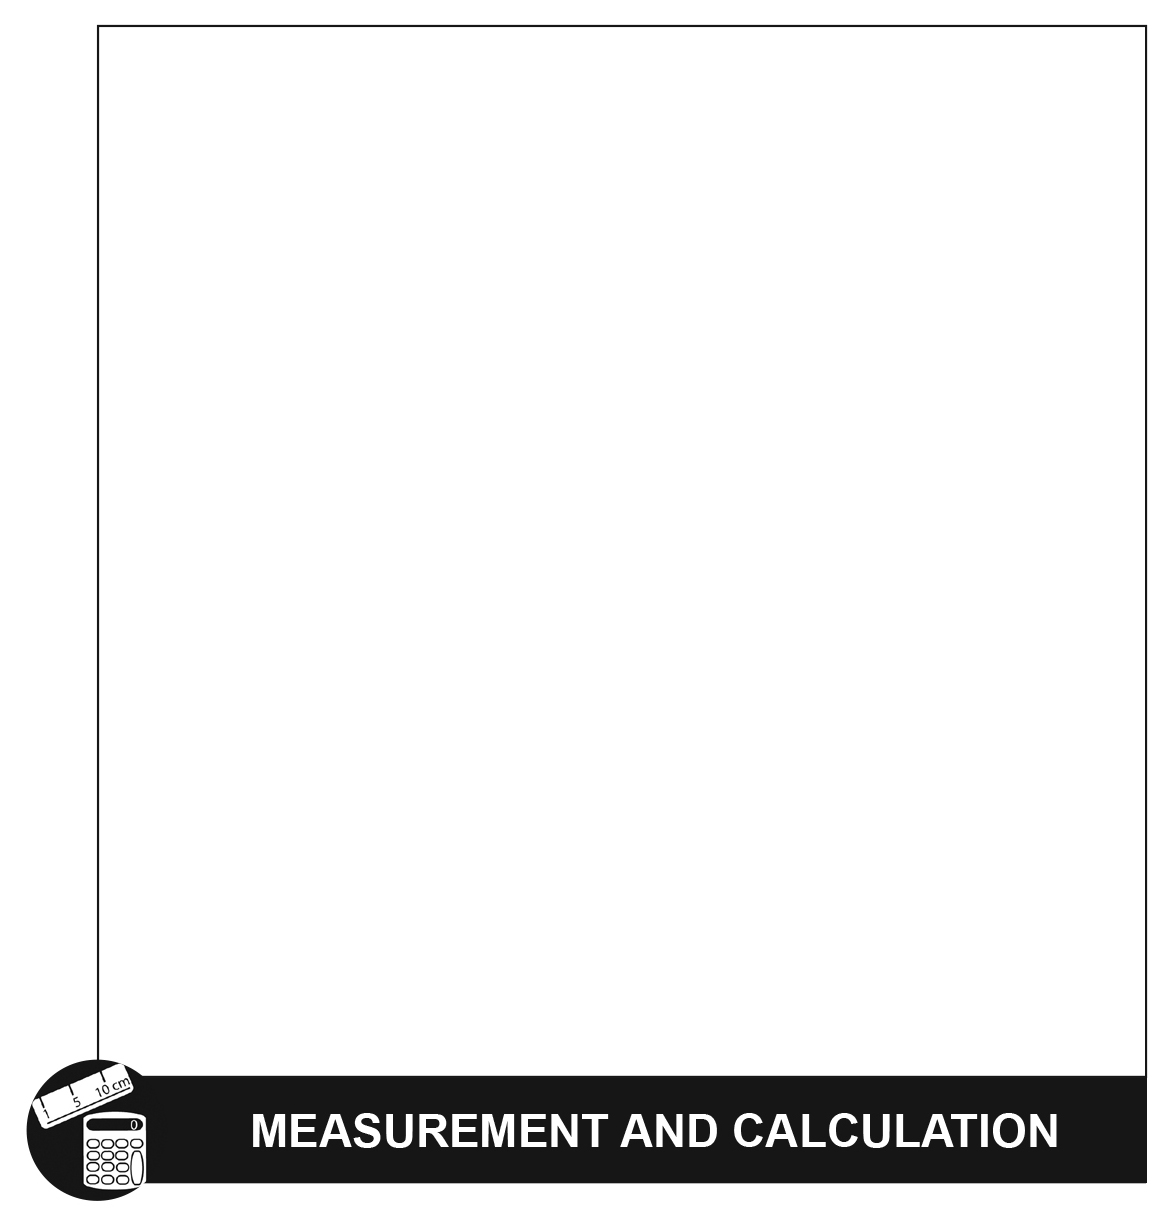 1 5 10 cm
0
MEASUREMENT AND CALCULATION